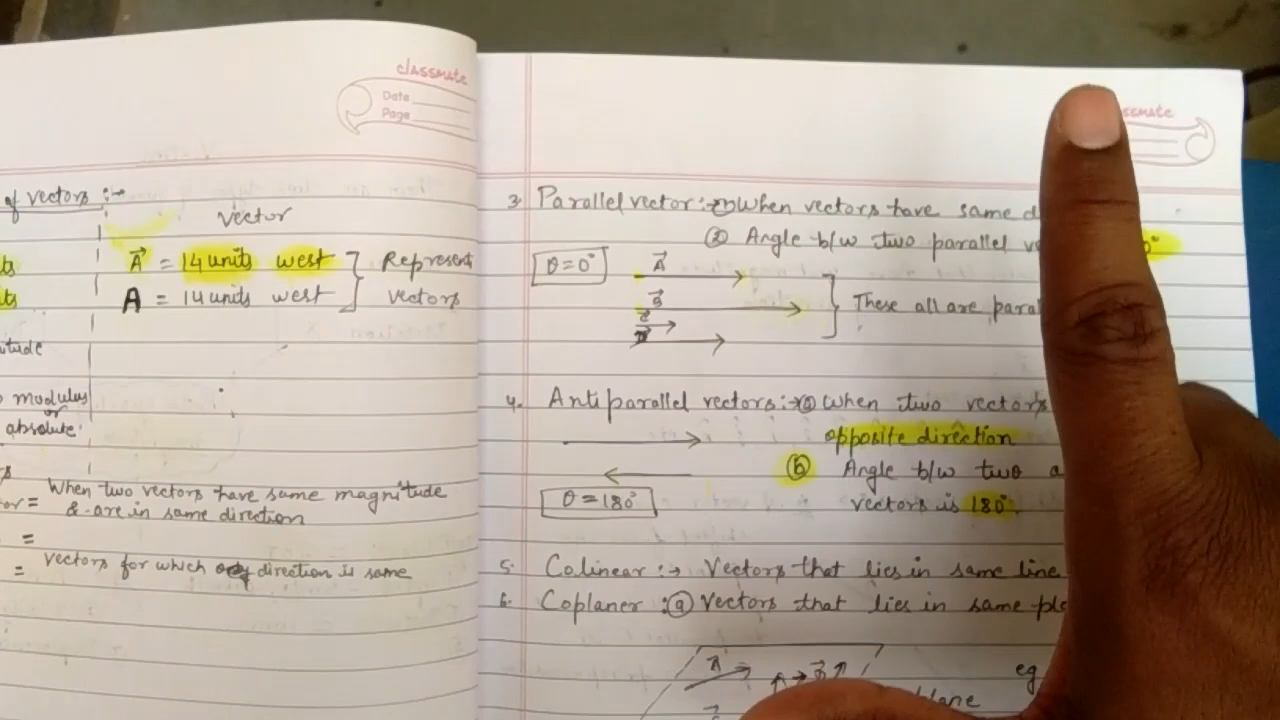 classmate
Date
Page
of vectors :→
vector
A = 14 units west
A = 14 units west
Represent
vectors
modulus
or
absolute
When two vectors have same magnitude
& are in same direction
=
= vectors for which only direction is same
3. Parallel vector :→ ① When vectors have same
② Angle b/w two parallel
θ = 0°
A
B
These all are
4. Antiparallel vectors :→ ⓐ When two vectors
opposite direction
ⓑ Angle b/w two
θ = 180°
vectors is 180°
5. Colinear :→ Vectors that lies in same line
6. Coplaner : ⓐ Vectors that lies in same
A
eg